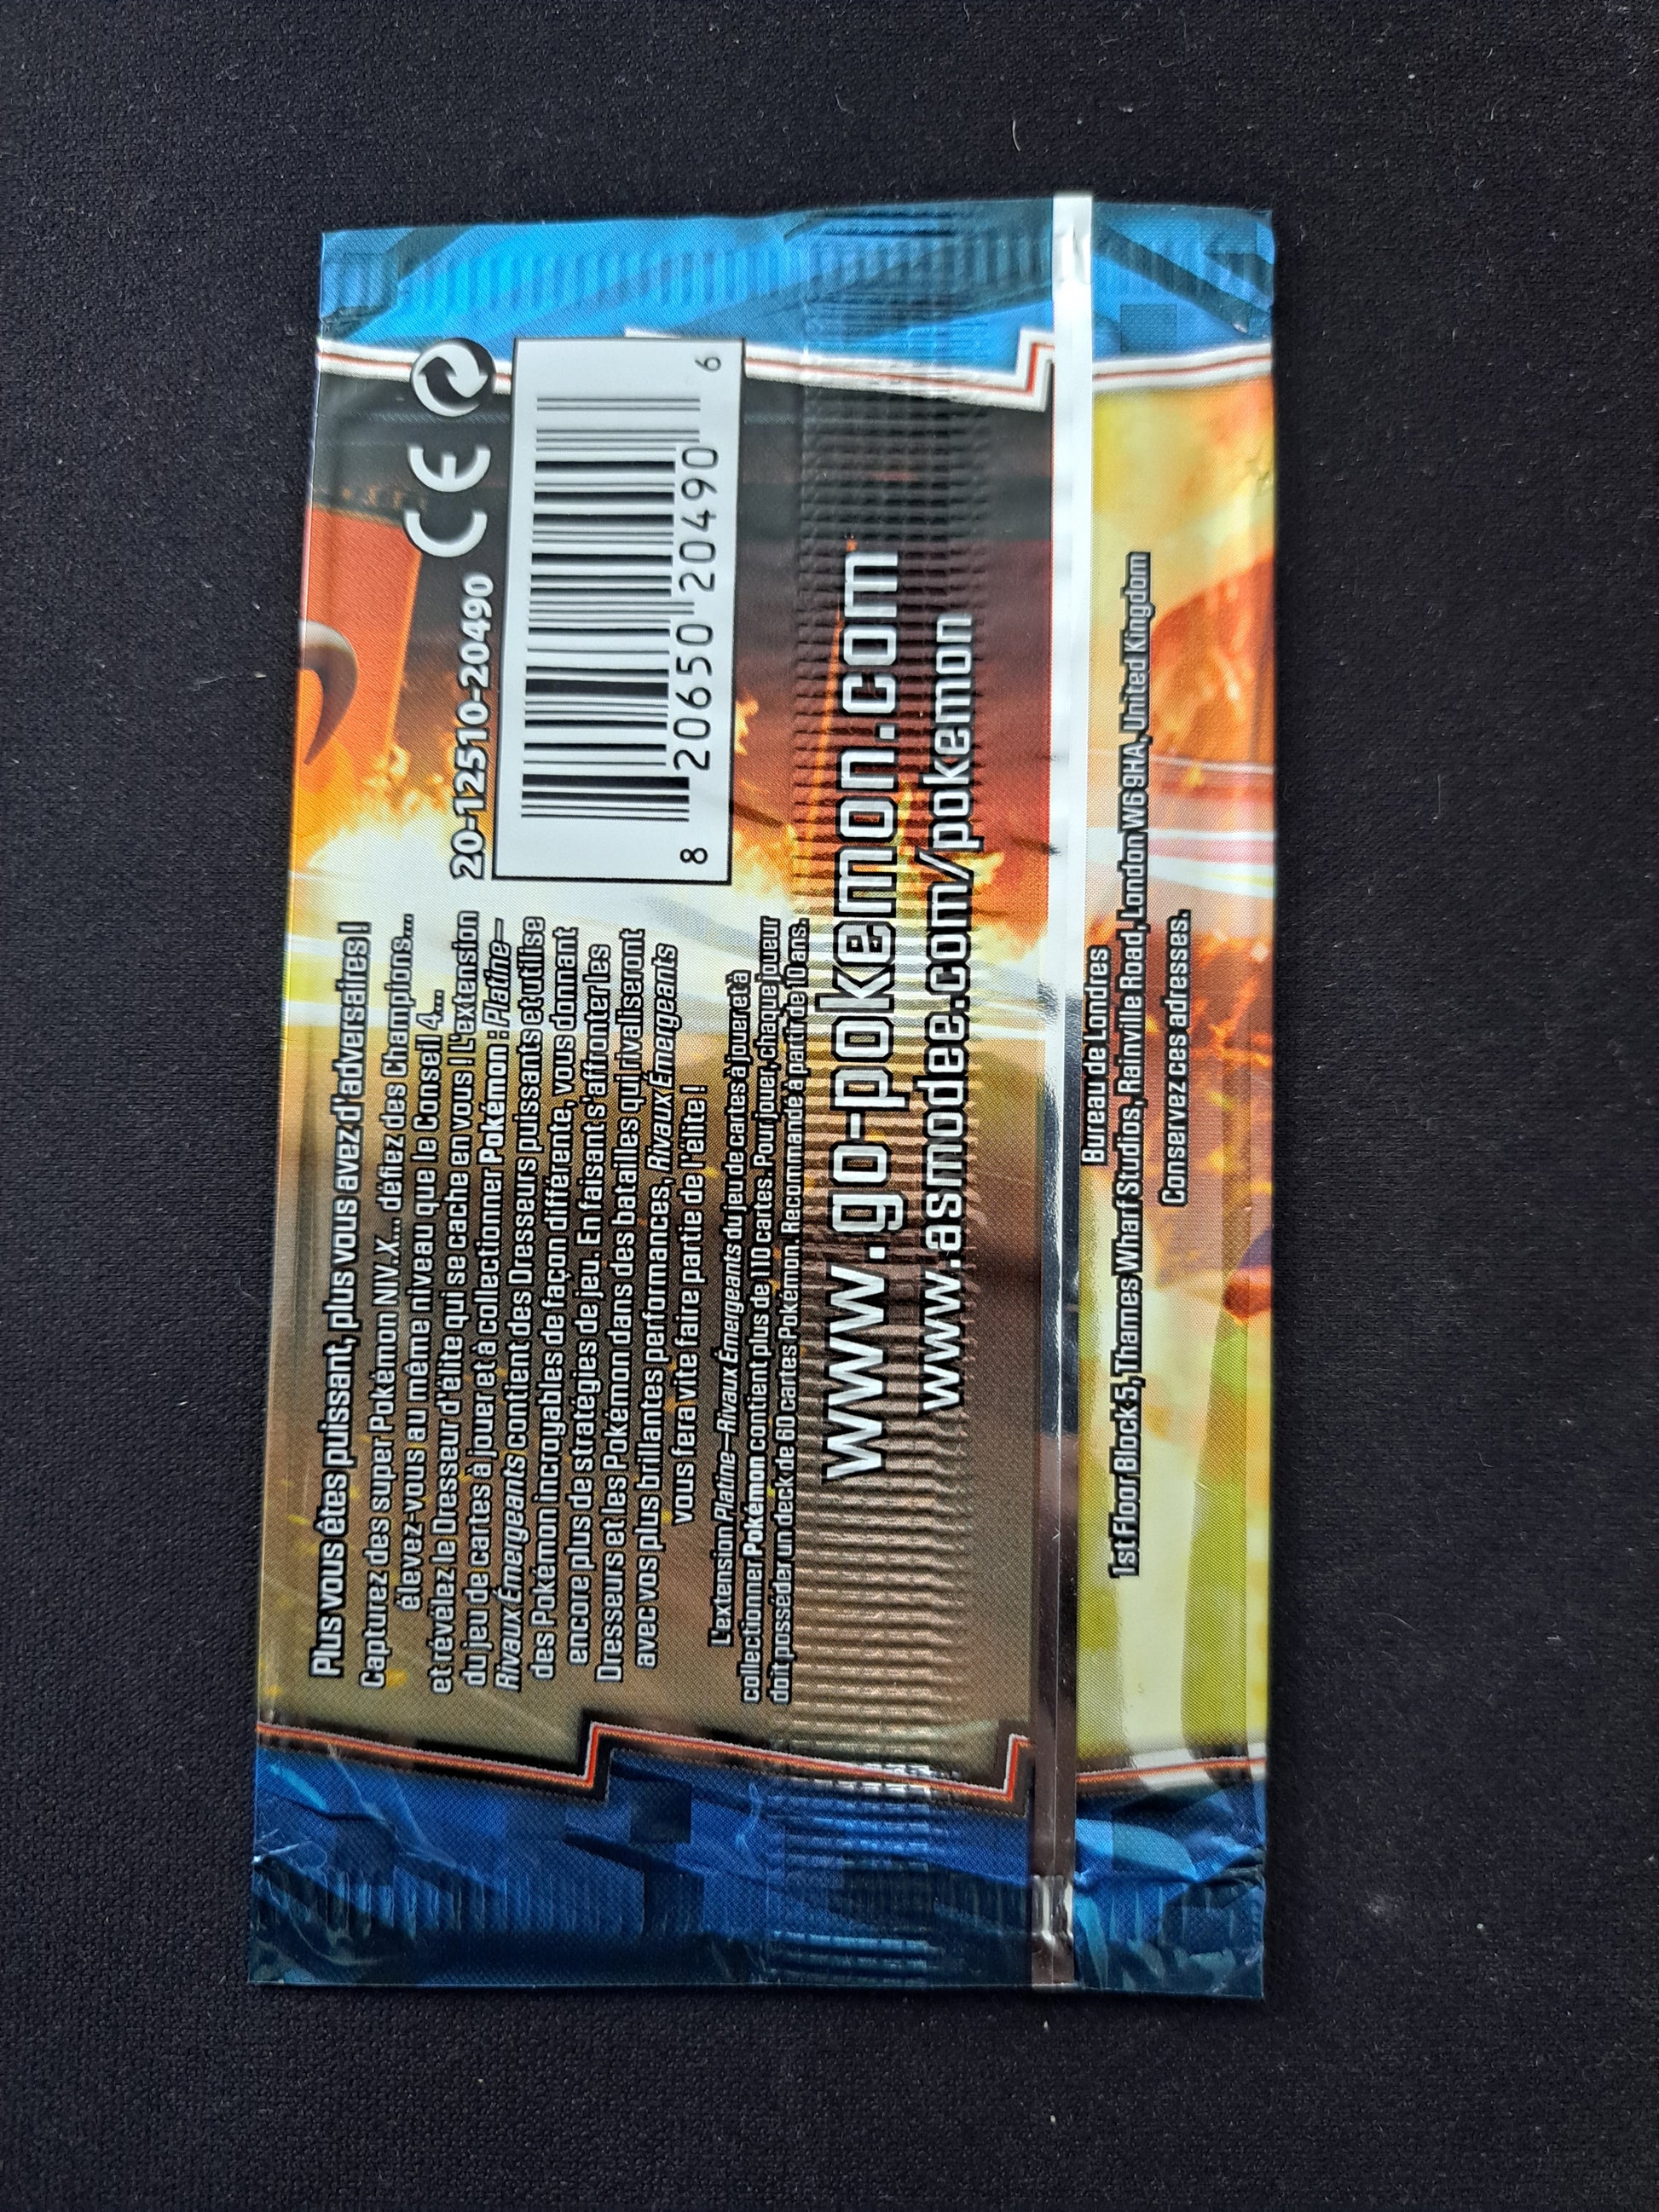 Plus vous êtes puissant, plus vous avez d'adversaires !
Capturez des super Pokémon NIV.X... défiez des Champions...
élevez-vous au même niveau que le Conseil 4...
et révélez le Dresseur d'élite qui se cache en vous ! L'extension
du jeu de cartes à jouer et à collectionner Pokémon : Platine–
Rivaux Émergeants contient des Dresseurs puissants et utilise
des Pokémon incroyables de façon différente, vous donnant
encore plus de stratégies de jeu. En faisant s'affronter les
Dresseurs et les Pokémon dans des batailles qui rivaliseront
avec vos plus brillantes performances, Rivaux Émergeants
vous fera vite faire partie de l'élite !
L'extension Platine–Rivaux Émergeants du jeu de cartes à jouer et à
collectionner Pokémon contient plus de 110 cartes. Pour jouer, chaque joueur
doit posséder un deck de 60 cartes Pokémon. Recommandé à partir de 10 ans.
20-12510-20490
CE
8 20650 20490 6
www.go-pokemon.com
www.asmodee.com/pokemon
Bureau de Londres
1st Floor Block 5, Thames Wharf Studios, Rainville Road, London W6 9HA, United Kingdom
Conservez ces adresses.